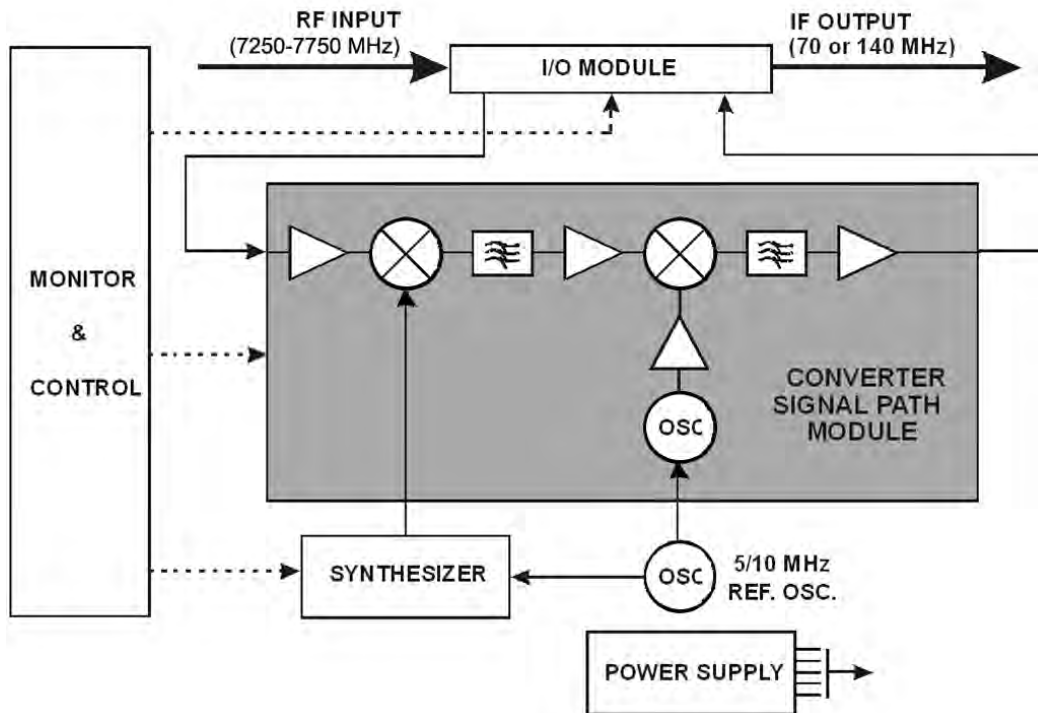 RF INPUT
(7250-7750 MHz)
I/O MODULE
IF OUTPUT
(70 or 140 MHz)
MONITOR
&
CONTROL
CONVERTER
SIGNAL PATH
MODULE
OSC
SYNTHESIZER
OSC
5/10 MHz
REF. OSC.
POWER SUPPLY